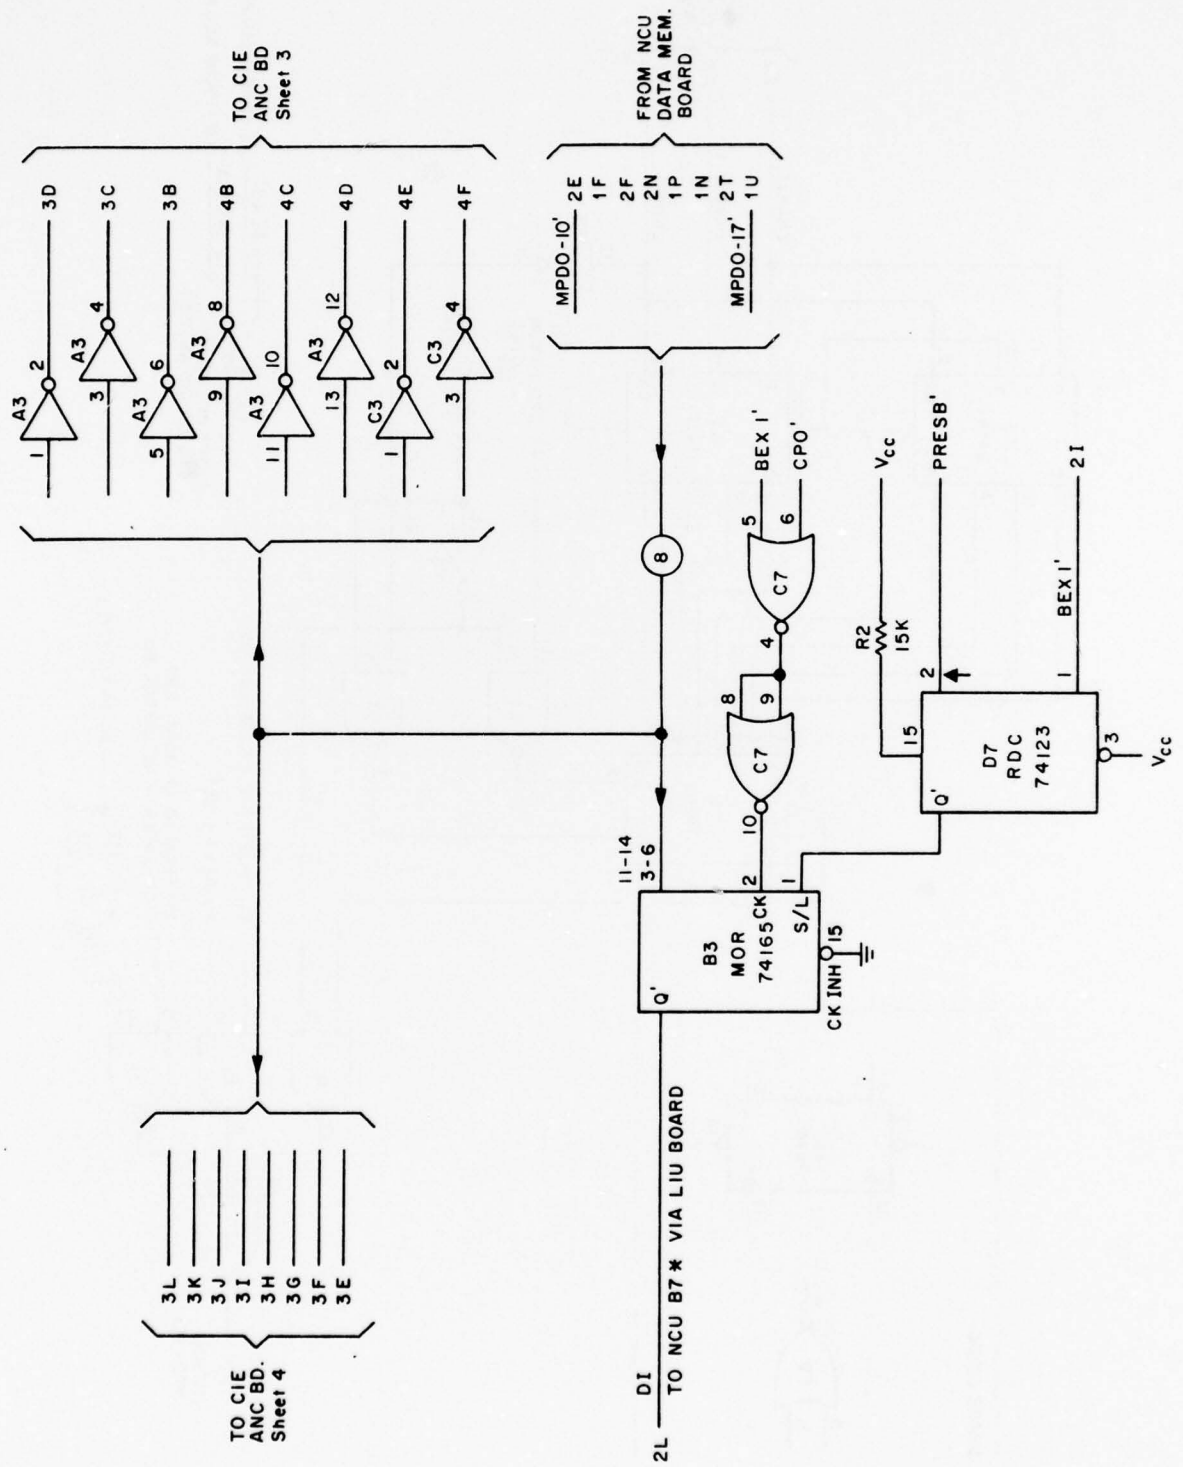 TO CIE
ANC BD
Sheet 3
3D
3C
3B
4B
4C
4D
4E
4F
A3
1
2
A3
3
4
A3
5
6
A3
9
8
A3
11
10
A3
13
12
C3
1
2
C3
3
4
FROM NCU
DATA MEM.
BOARD
MPDO-10'
2E
1F
2F
2N
1P
1N
2T
MPDO-17'
1U
8
BEX 1'
CPO'
5
6
C7
4
8
9
C7
10
Vcc
R2
15K
PRESB'
2I
BEX1'
15
2
1
D7
RDC
74123
Q'
3
Vcc
11-14
3-6
2
1
B3
MOR
74165
CK
S/L
Q'
CK INH
15
3L
3K
3J
3I
3H
3G
3F
3E
TO CIE
ANC BD.
Sheet 4
2L
DI
TO NCU B7 * VIA LIU BOARD